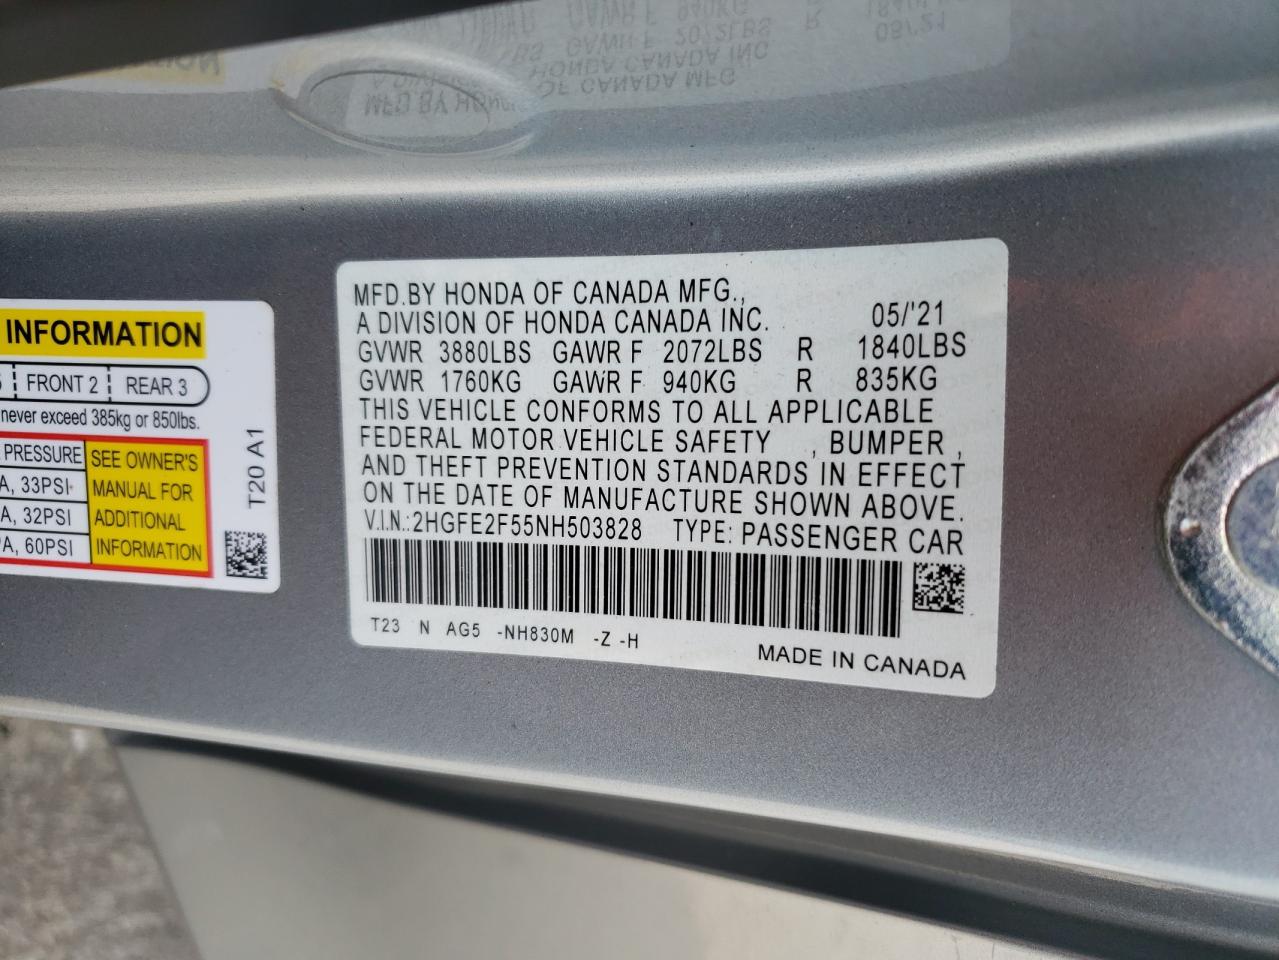 MFD.BY HONDA OF CANADA MFG.,
A DIVISION OF HONDA CANADA INC. 05/'21
GVWR 3880LBS GAWR F 2072LBS R 1840LBS
GVWR 1760KG GAWR F 940KG R 835KG
THIS VEHICLE CONFORMS TO ALL APPLICABLE
FEDERAL MOTOR VEHICLE SAFETY , BUMPER ,
AND THEFT PREVENTION STANDARDS IN EFFECT
ON THE DATE OF MANUFACTURE SHOWN ABOVE.
V.I.N.:2HGFE2F55NH503828 TYPE: PASSENGER CAR
T23 N AG5 -NH830M -Z -H
MADE IN CANADA
INFORMATION
FRONT 2 REAR 3
never exceed 385kg or 850lbs.
PRESSURE
A, 33PSI
A, 32PSI
PA, 60PSI
SEE OWNER'S
MANUAL FOR
ADDITIONAL
INFORMATION
T20 A1